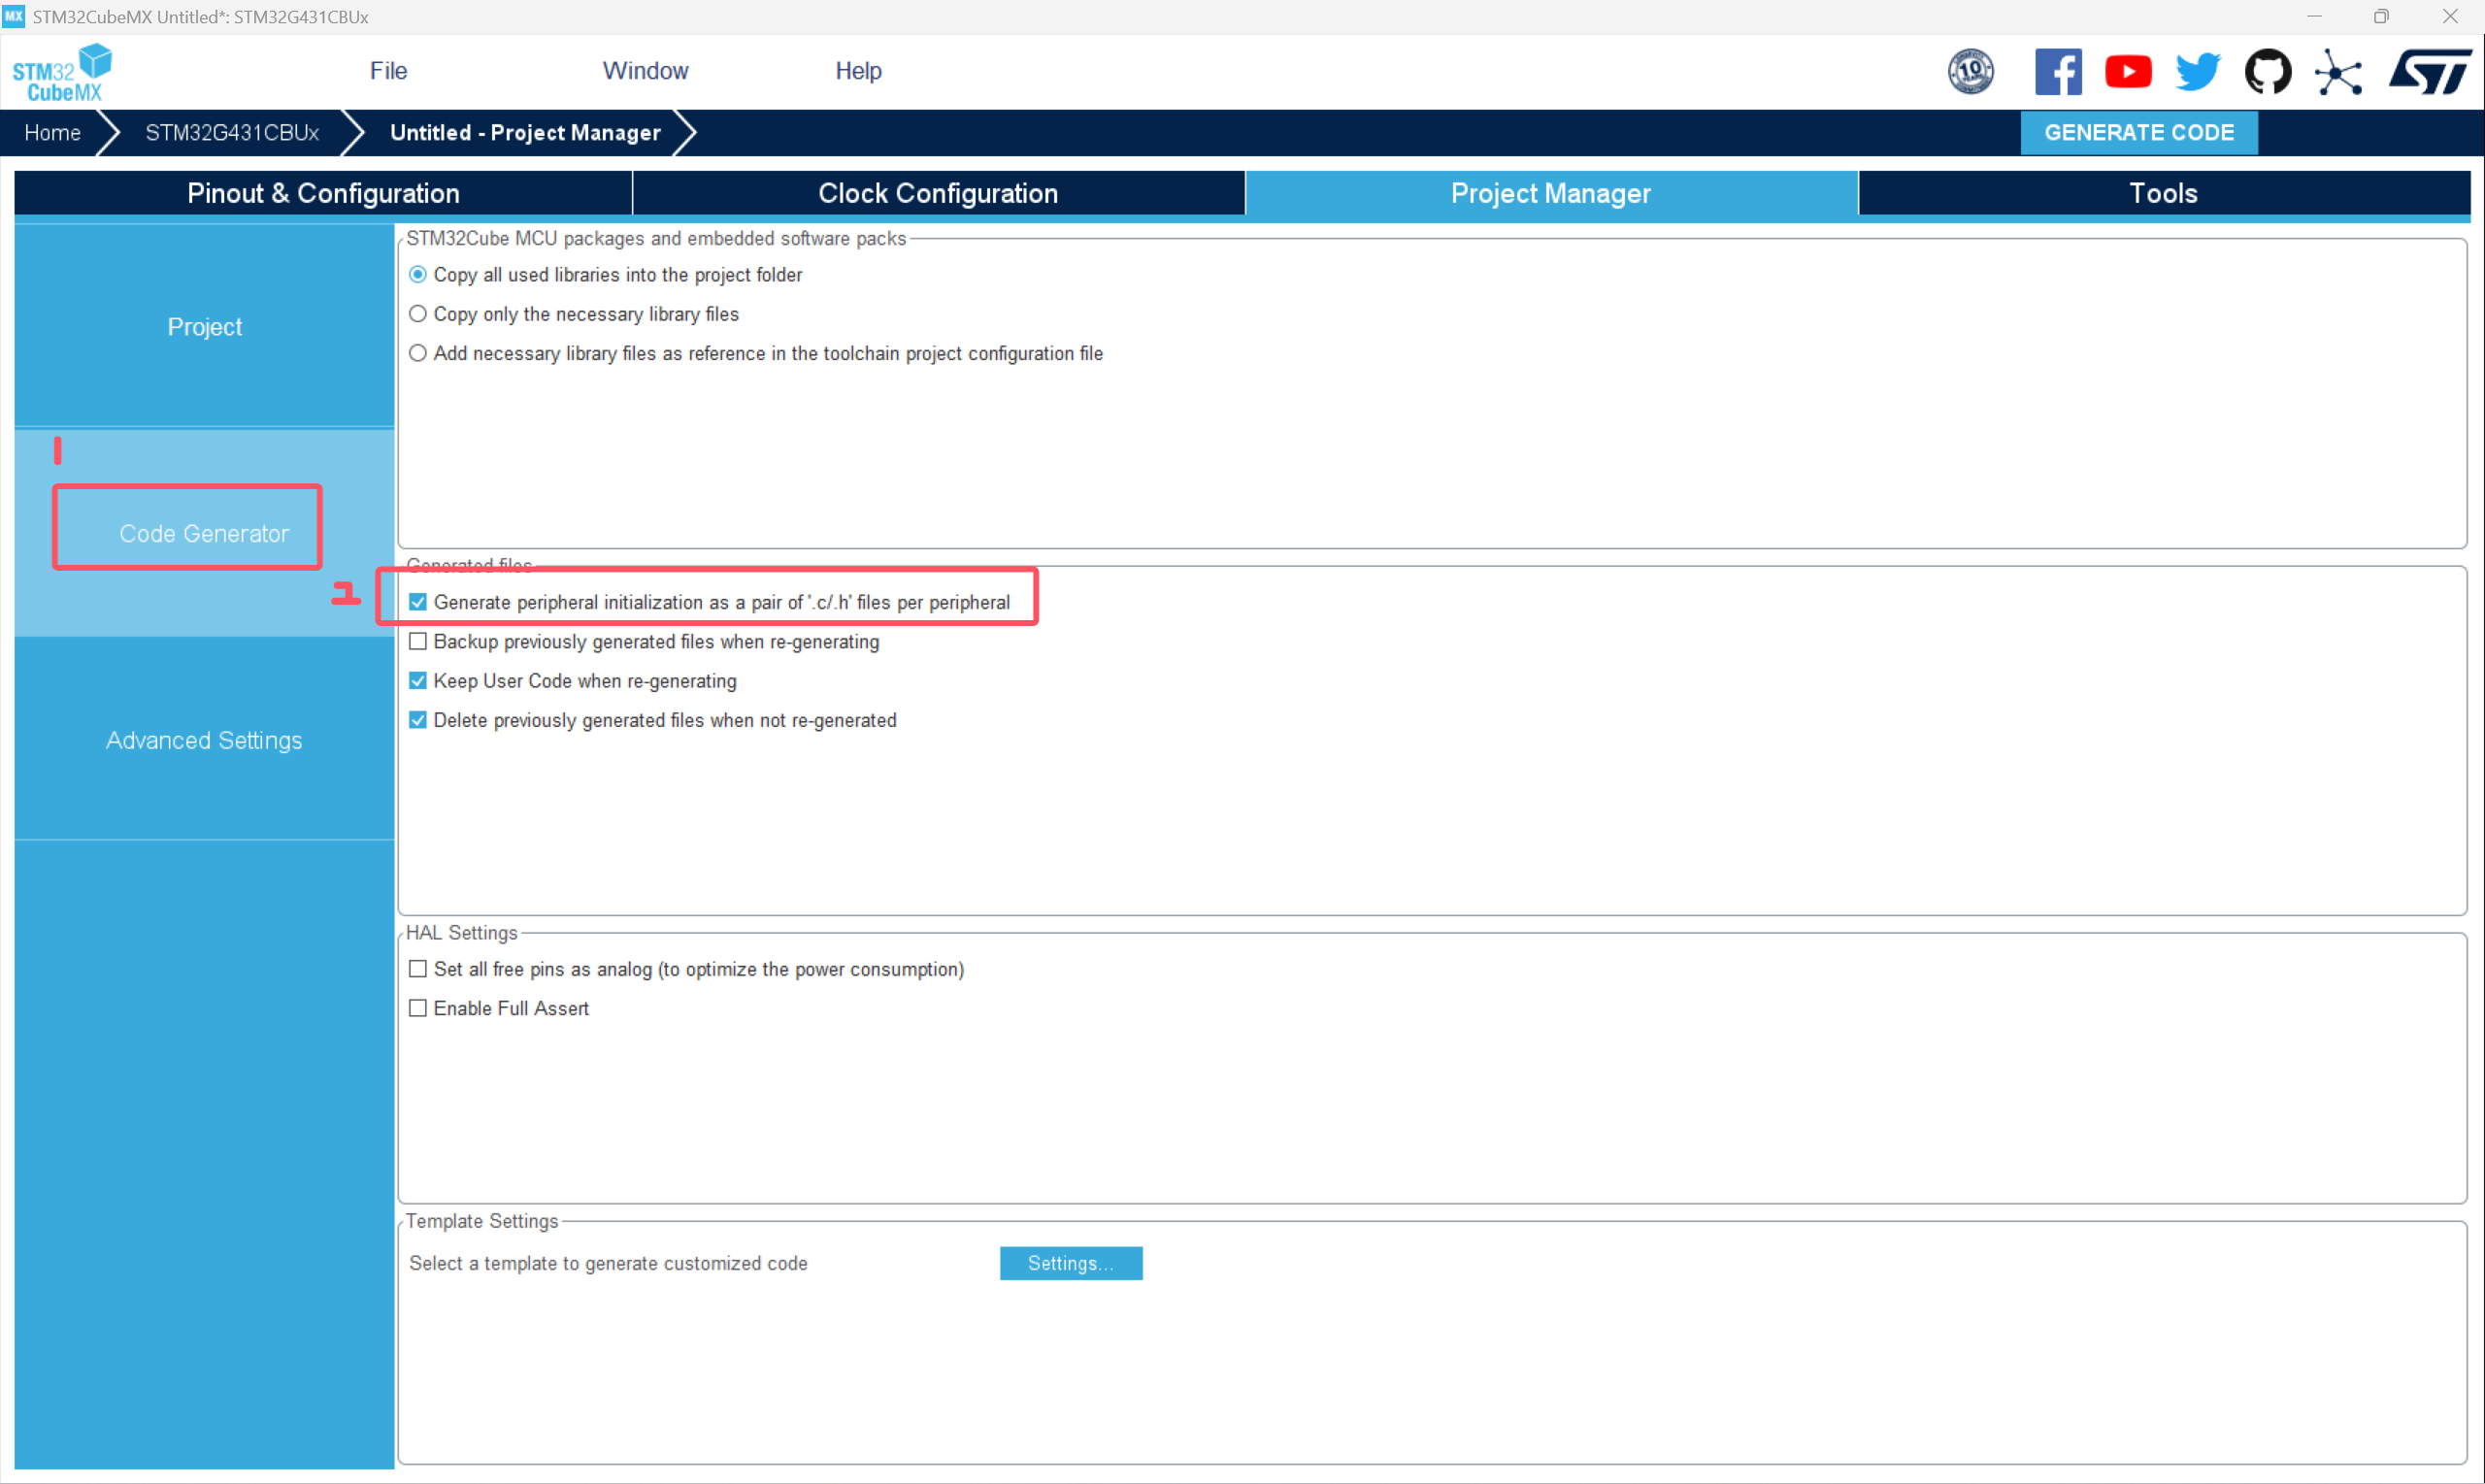 MX STM32CubeMX Untitled*: STM32G431CBUx
STM32
CubeMX
File Window Help
10
ST
Home STM32G431CBUx Untitled - Project Manager GENERATE CODE
Pinout & Configuration Clock Configuration Project Manager Tools
STM32Cube MCU packages and embedded software packs
Copy all used libraries into the project folder
Copy only the necessary library files
Project
Add necessary library files as reference in the toolchain project configuration file
1
Code Generator
Generated files
2
Generate peripheral initialization as a pair of '.c/.h' files per peripheral
Backup previously generated files when re-generating
Keep User Code when re-generating
Delete previously generated files when not re-generated
Advanced Settings
HAL Settings
Set all free pins as analog (to optimize the power consumption)
Enable Full Assert
Template Settings
Select a template to generate customized code Settings...